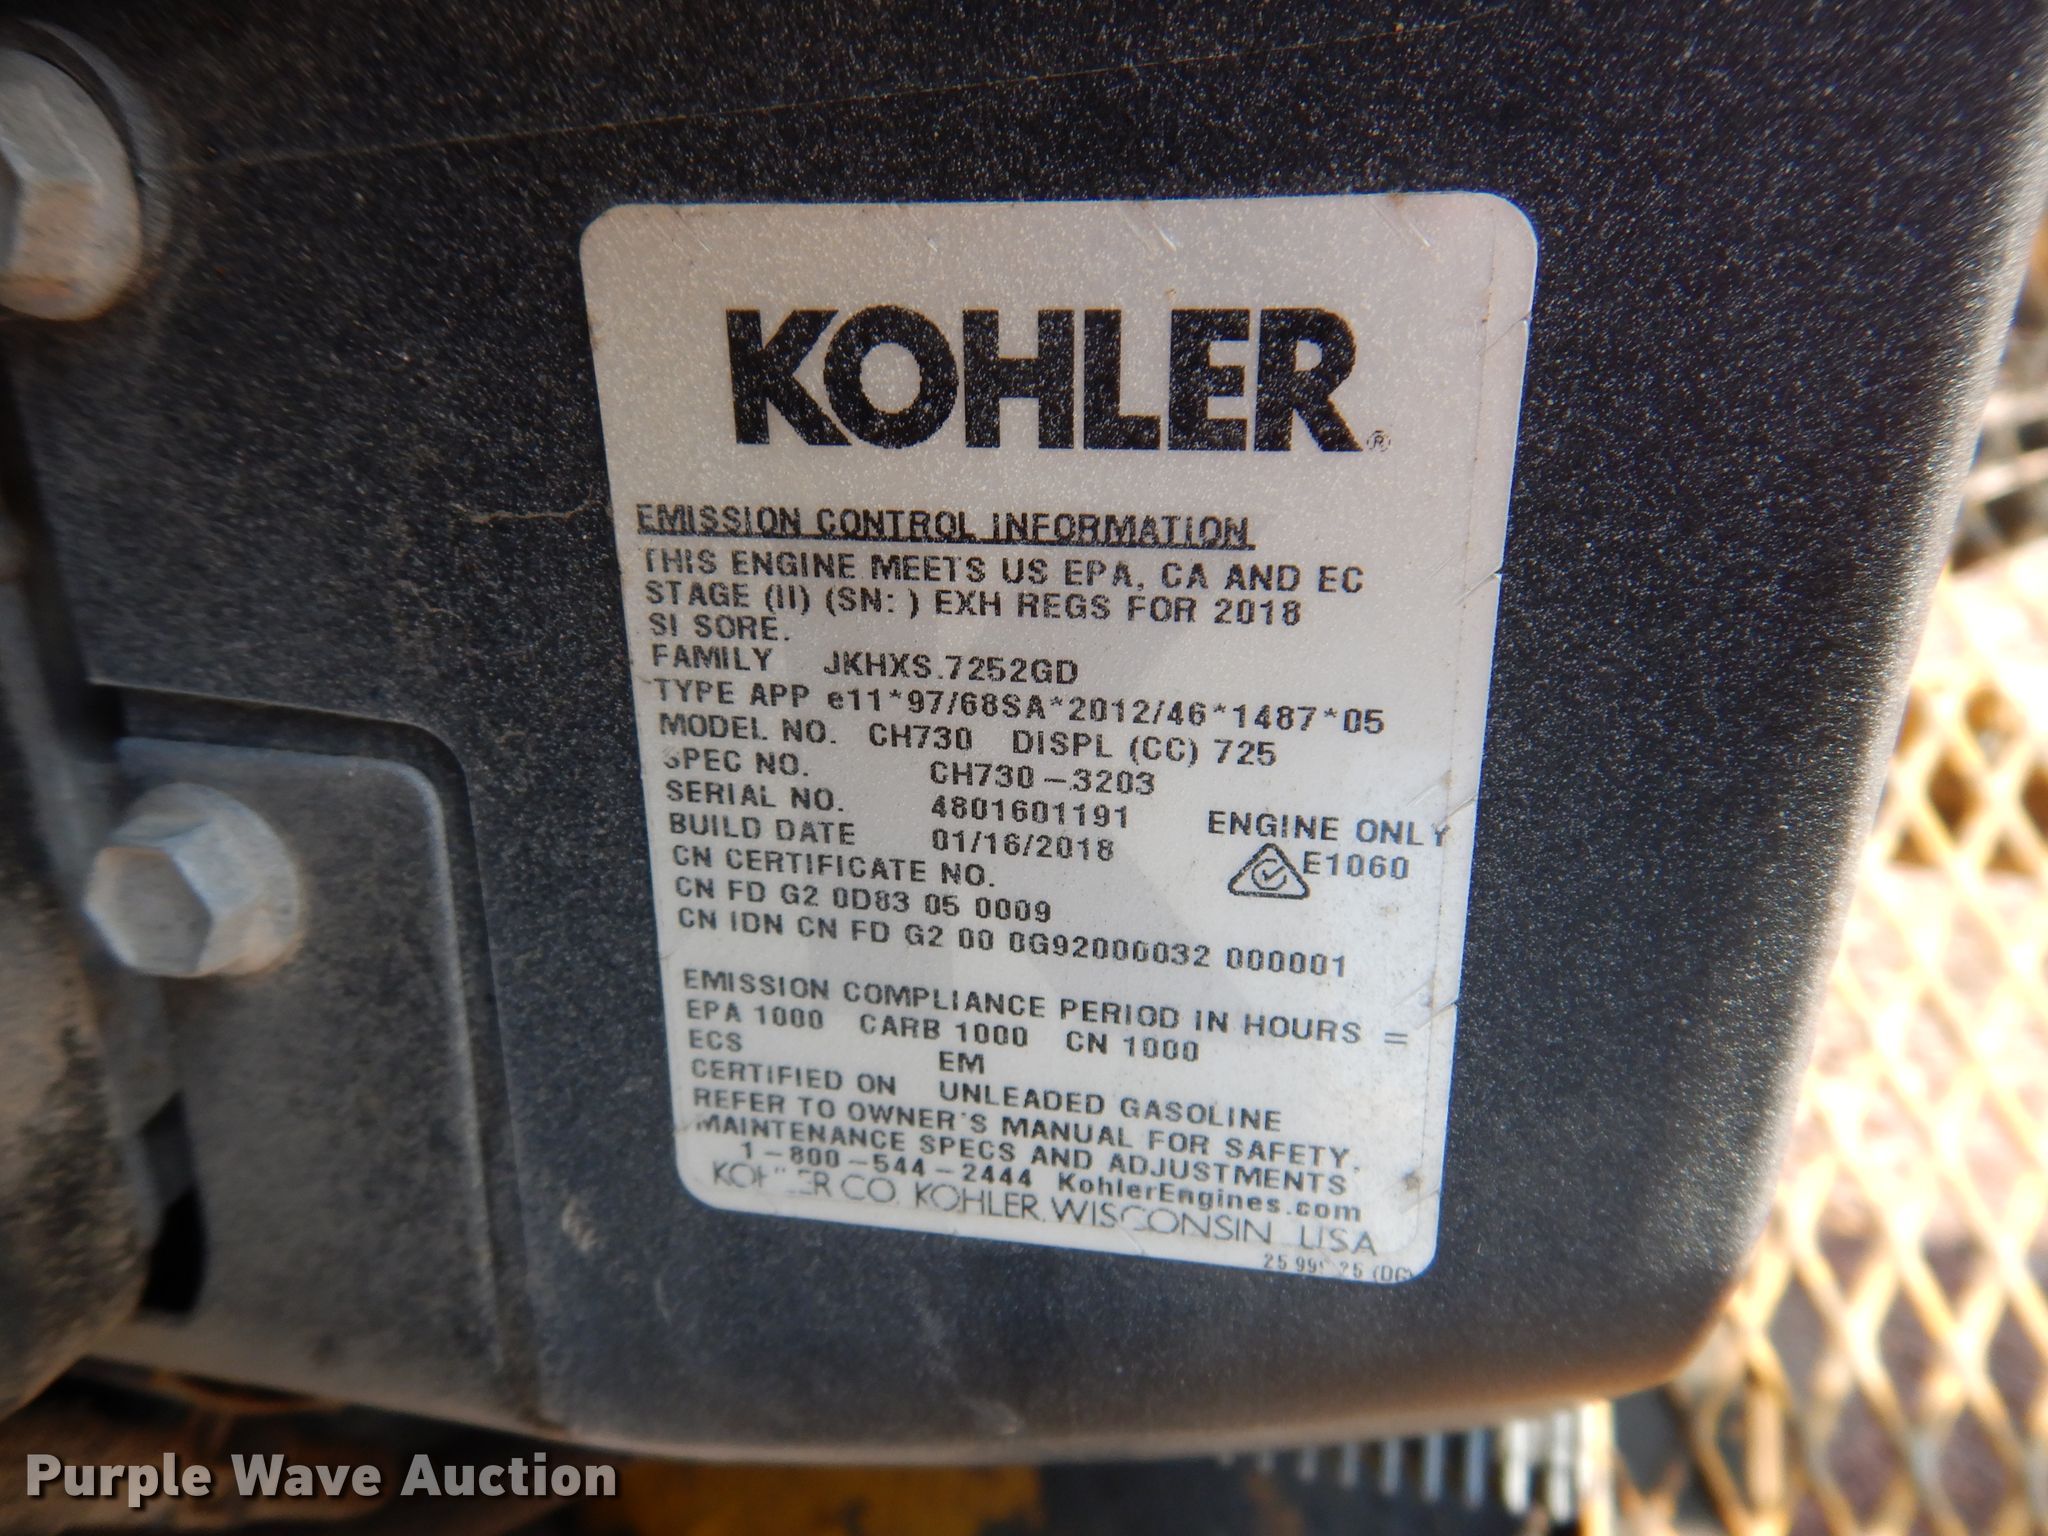 KOHLER®
EMISSION CONTROL INFORMATION
THIS ENGINE MEETS US EPA, CA AND EC
STAGE (II) (SN: ) EXH REGS FOR 2018
SI SORE.
FAMILY JKHXS.7252GD
TYPE APP e11*97/68SA*2012/46*1487*05
MODEL NO. CH730 DISPL (CC) 725
SPEC NO. CH730-3203
SERIAL NO. 4801601191 ENGINE ONLY
BUILD DATE 01/16/2018 E1060
CN CERTIFICATE NO.
CN FD G2 0D83 05 0009
CN IDN CN FD G2 00 0G92000032 000001
EMISSION COMPLIANCE PERIOD IN HOURS =
EPA 1000 CARB 1000 CN 1000
ECS EM
CERTIFIED ON UNLEADED GASOLINE
REFER TO OWNER'S MANUAL FOR SAFETY,
MAINTENANCE SPECS AND ADJUSTMENTS
1-800-544-2444 KohlerEngines.com
KOHLER CO. KOHLER, WISCONSIN USA
25 (DG)
Purple Wave Auction